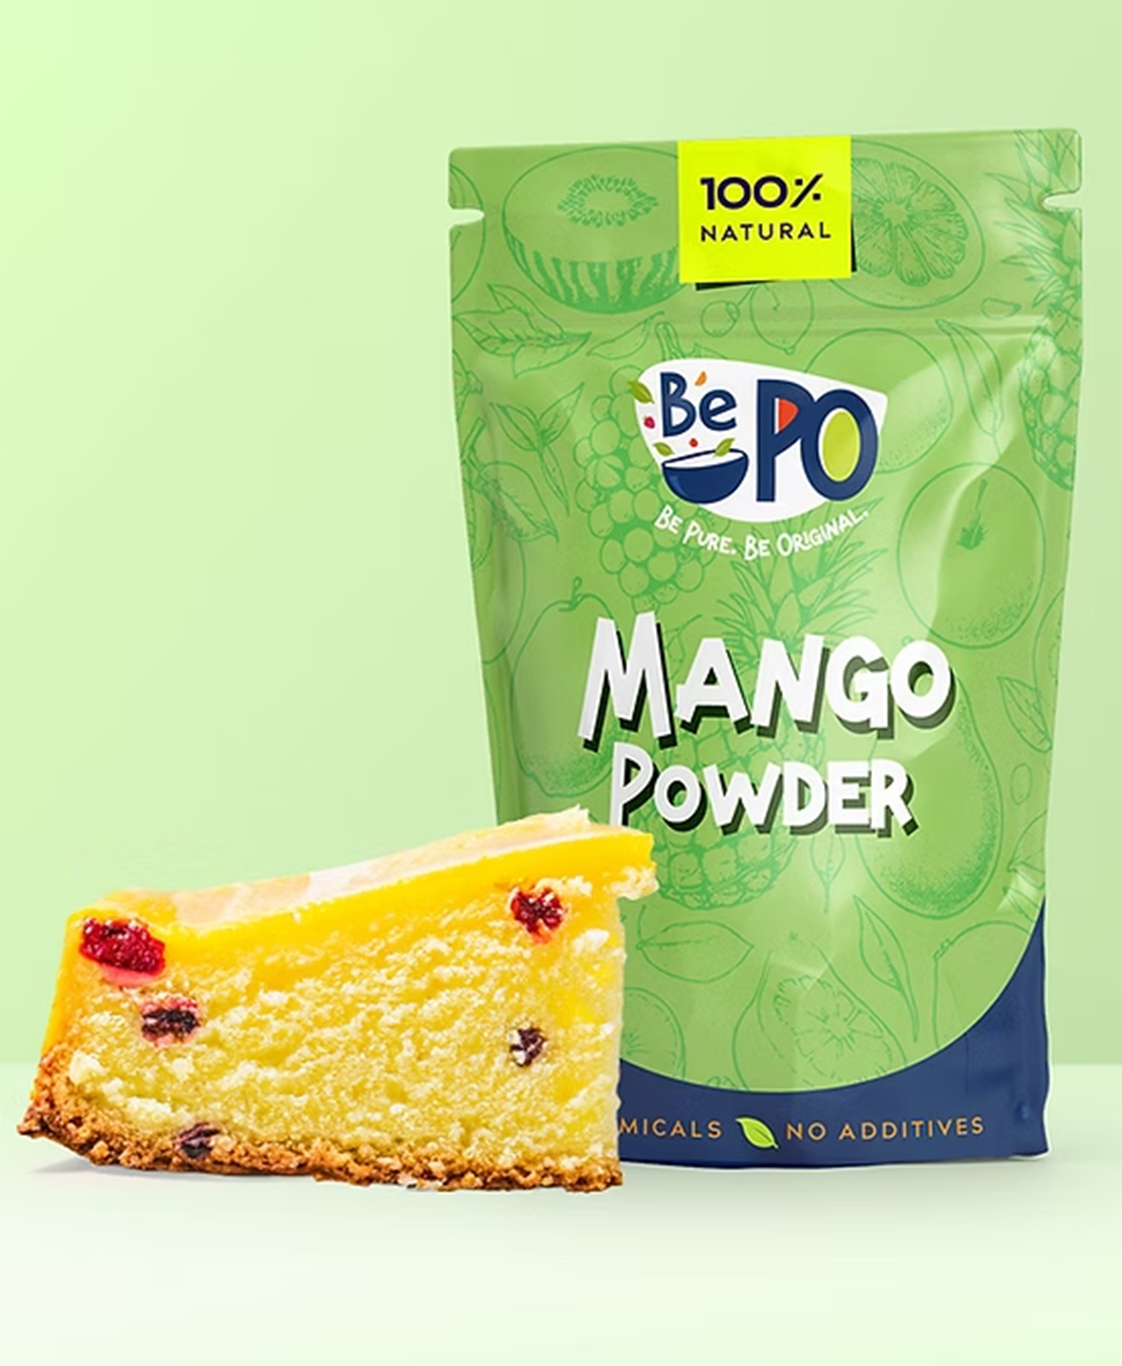 100%
NATURAL
Be PO
BE PURE. BE ORIGINAL.
MANGO
POWDER
MICALS NO ADDITIVES